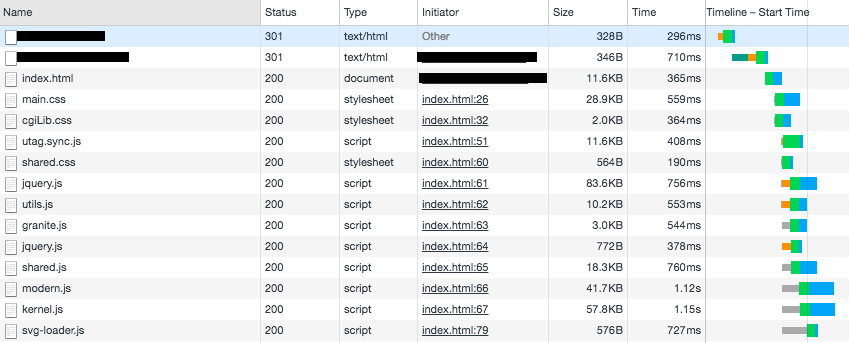 Name Status Type Initiator Size Time Timeline – Start Time
301 text/html Other 328B 296ms
301 text/html 346B 710ms
index.html 200 document 11.6KB 365ms
main.css 200 stylesheet index.html:26 28.9KB 559ms
cgiLib.css 200 stylesheet index.html:32 2.0KB 364ms
utag.sync.js 200 script index.html:51 11.6KB 408ms
shared.css 200 stylesheet index.html:60 564B 190ms
jquery.js 200 script index.html:61 83.6KB 756ms
utils.js 200 script index.html:62 10.2KB 553ms
granite.js 200 script index.html:63 3.0KB 544ms
jquery.js 200 script index.html:64 772B 378ms
shared.js 200 script index.html:65 18.3KB 760ms
modern.js 200 script index.html:66 41.7KB 1.12s
kernel.js 200 script index.html:67 57.8KB 1.15s
svg-loader.js 200 script index.html:79 576B 727ms